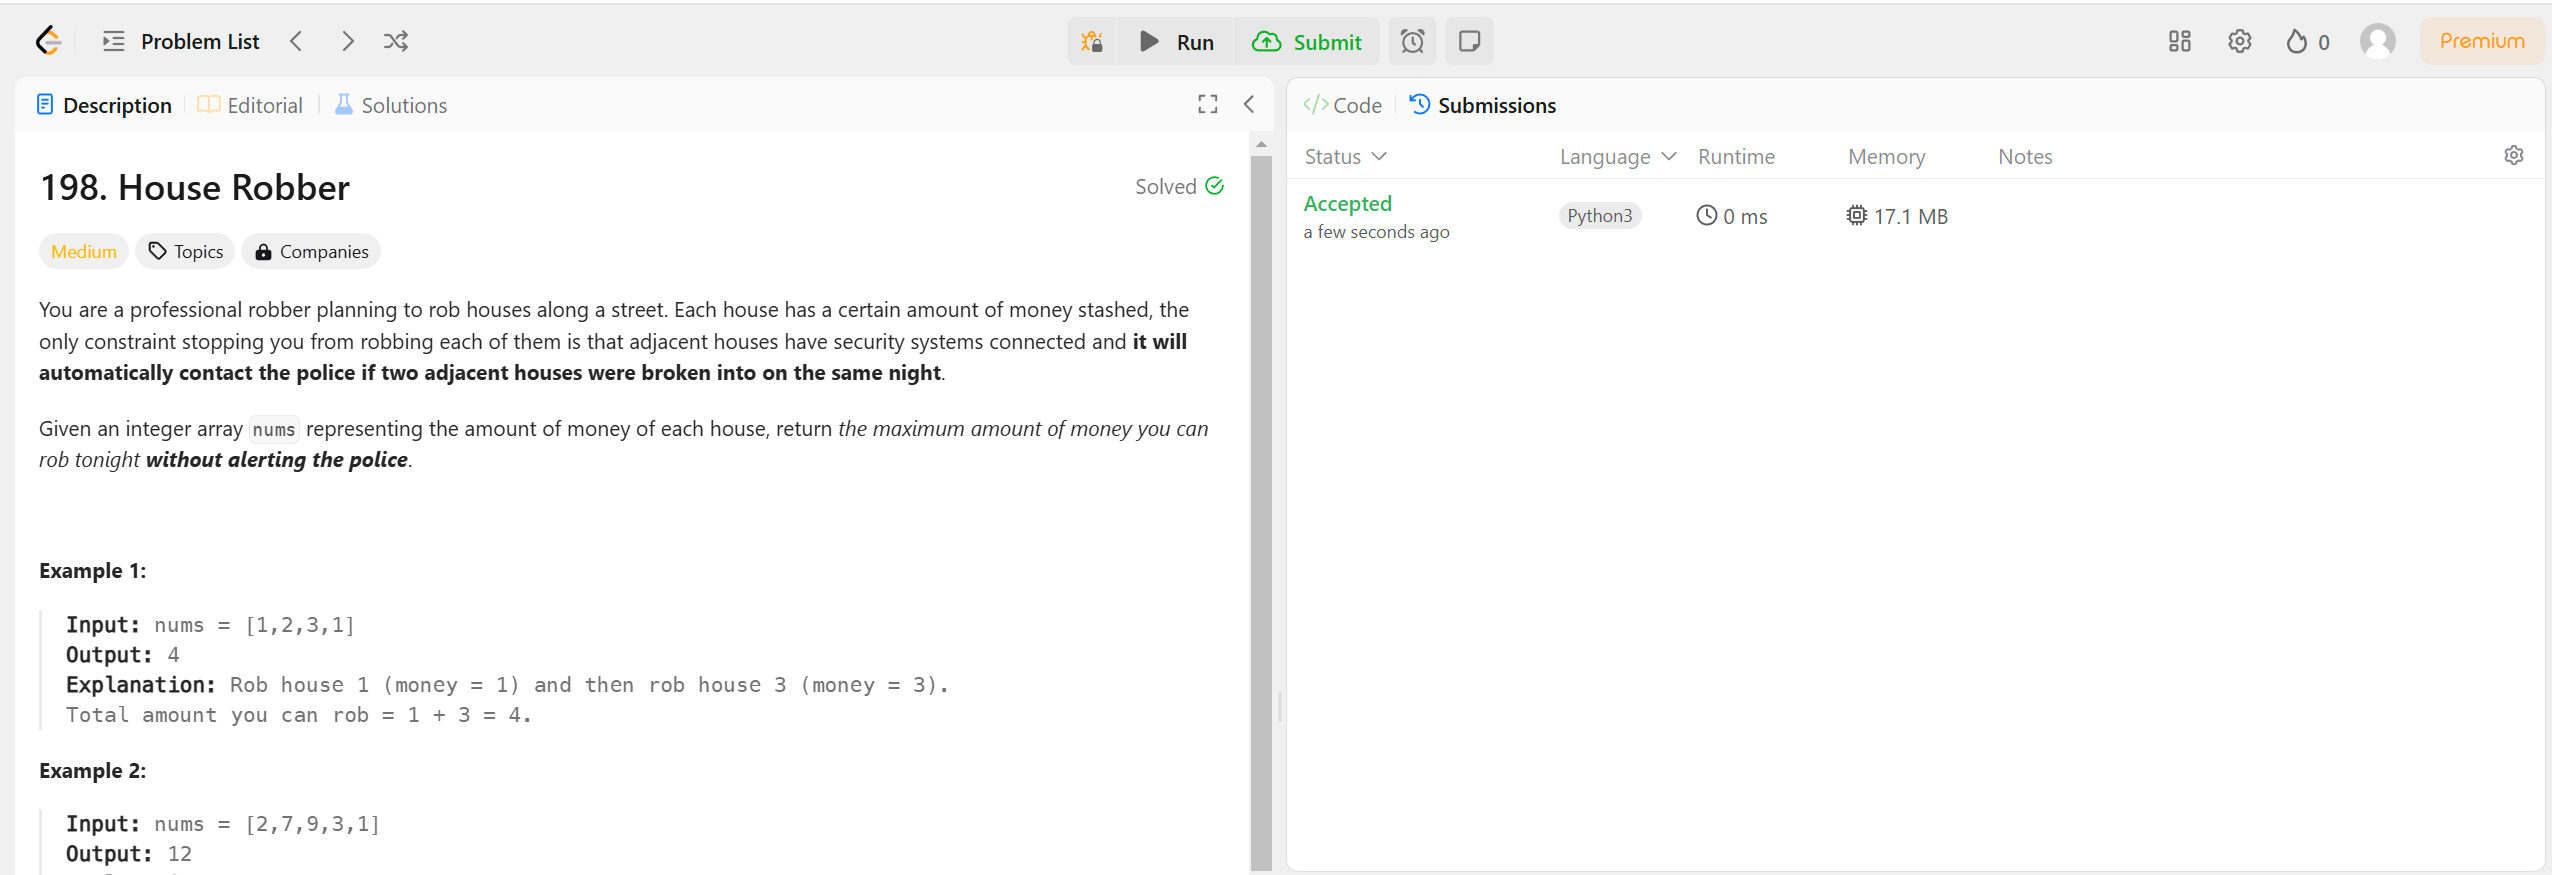 Problem List
Run
Submit
0
Premium
Description
Editorial
Solutions
198. House Robber
Solved
Medium
Topics
Companies
You are a professional robber planning to rob houses along a street. Each house has a certain amount of money stashed, the
only constraint stopping you from robbing each of them is that adjacent houses have security systems connected and it will
automatically contact the police if two adjacent houses were broken into on the same night.
Given an integer array nums representing the amount of money of each house, return the maximum amount of money you can
rob tonight without alerting the police.
Example 1:
Input: nums = [1,2,3,1]
Output: 4
Explanation: Rob house 1 (money = 1) and then rob house 3 (money = 3).
Total amount you can rob = 1 + 3 = 4.
Example 2:
Input: nums = [2,7,9,3,1]
Output: 12
</> Code
Submissions
Status
Language
Runtime
Memory
Notes
Accepted
a few seconds ago
Python3
0 ms
17.1 MB